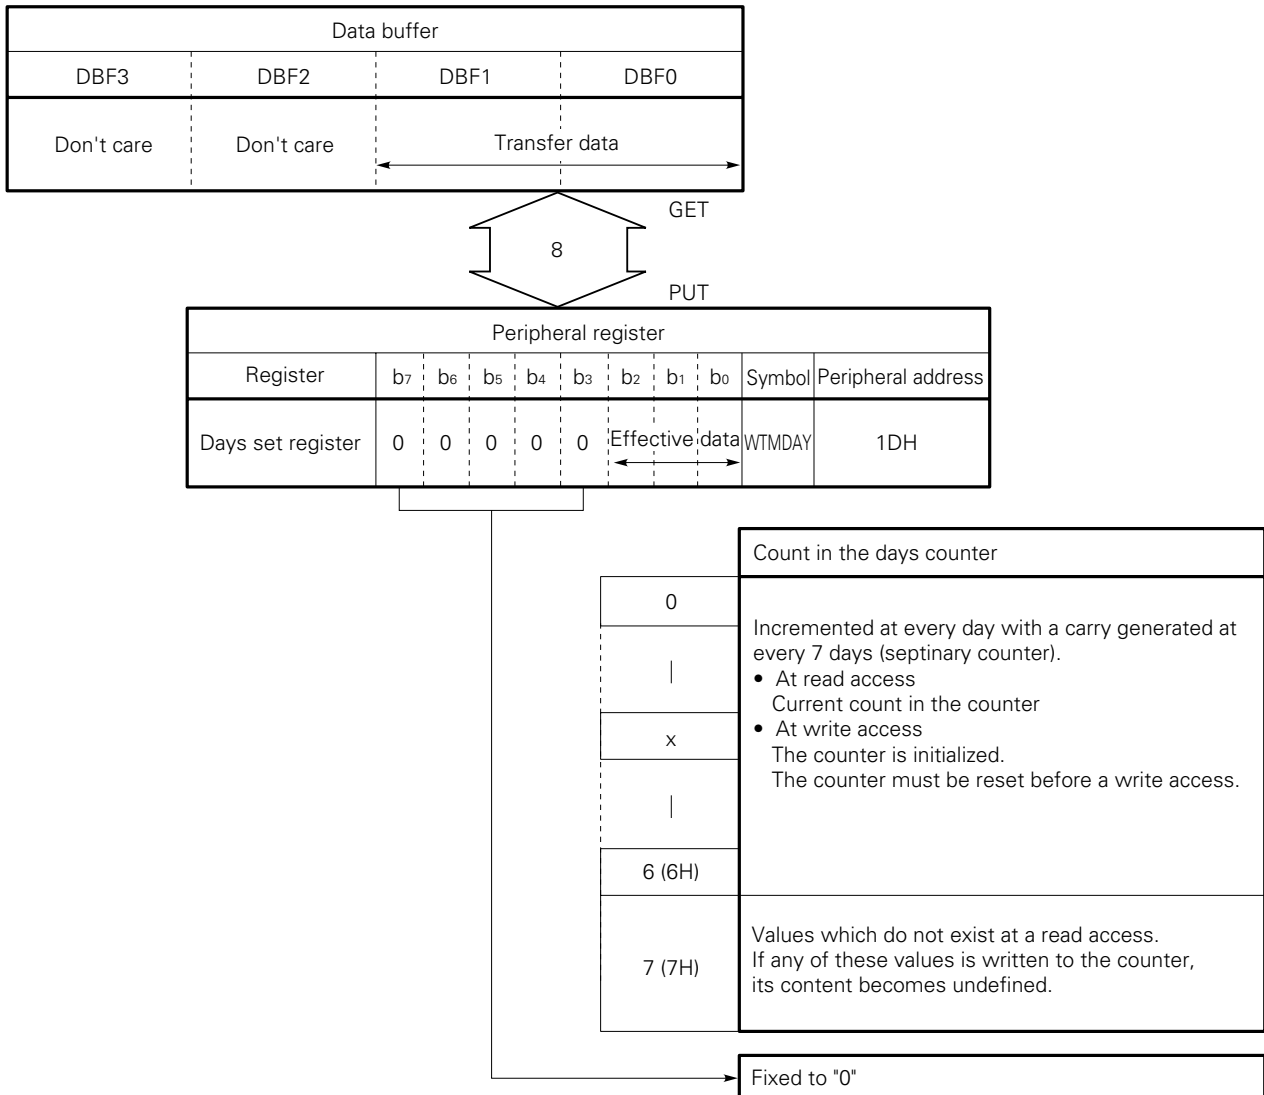 Data buffer
DBF3 DBF2 DBF1 DBF0
Don't care Don't care Transfer data
GET
8
PUT
Peripheral register
Register b7 b6 b5 b4 b3 b2 b1 b0 Symbol Peripheral address
Days set register 0 0 0 0 0 Effective data WTMDAY 1DH
Count in the days counter
0
Incremented at every day with a carry generated at
every 7 days (septinary counter).
• At read access
Current count in the counter
• At write access
x
The counter is initialized.
The counter must be reset before a write access.
6 (6H)
7 (7H)
Values which do not exist at a read access.
If any of these values is written to the counter,
its content becomes undefined.
Fixed to "0"